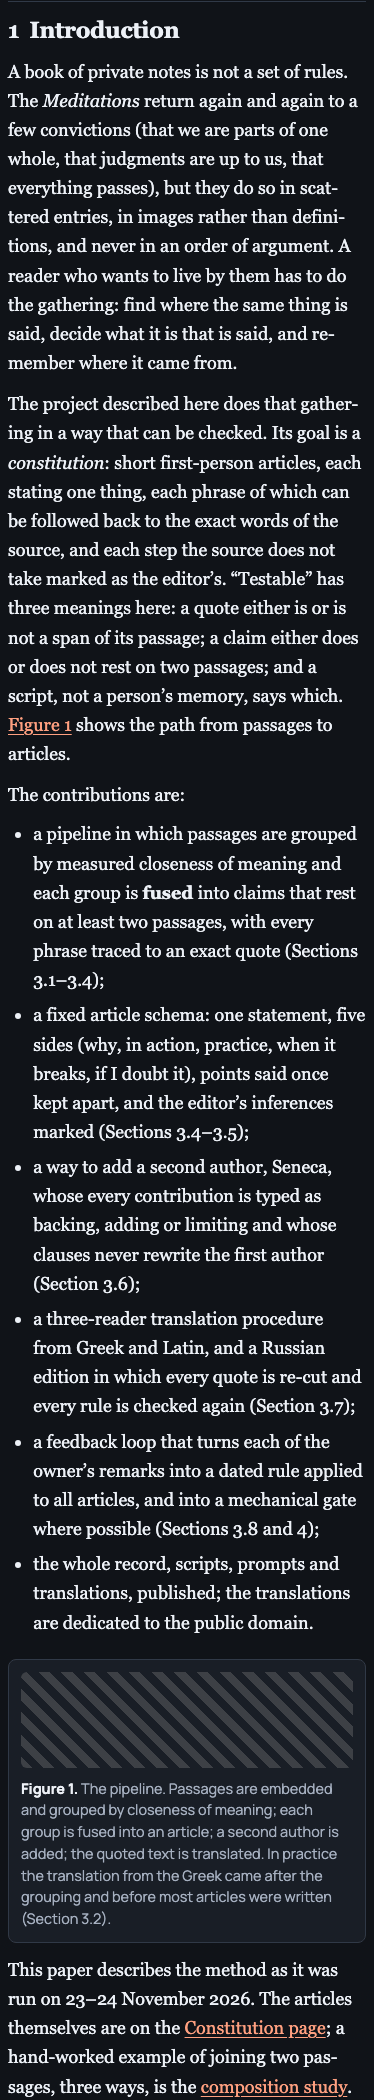 1 Introduction
A book of private notes is not a set of rules.
The Meditations return again and again to a
few convictions (that we are parts of one
whole, that judgments are up to us, that
everything passes), but they do so in scat-
tered entries, in images rather than defini-
tions, and never in an order of argument. A
reader who wants to live by them has to do
the gathering: find where the same thing is
said, decide what it is that is said, and re-
member where it came from.
The project described here does that gather-
ing in a way that can be checked. Its goal is a
constitution: short first-person articles, each
stating one thing, each phrase of which can
be followed back to the exact words of the
source, and each step the source does not
take marked as the editor’s. “Testable” has
three meanings here: a quote either is or is
not a span of its passage; a claim either does
or does not rest on two passages; and a
script, not a person’s memory, says which.
Figure 1 shows the path from passages to
articles.
The contributions are:
• a pipeline in which passages are grouped
by measured closeness of meaning and
each group is fused into claims that rest
on at least two passages, with every
phrase traced to an exact quote (Sections
3.1–3.4);
• a fixed article schema: one statement, five
sides (why, in action, practice, when it
breaks, if I doubt it), points said once
kept apart, and the editor’s inferences
marked (Sections 3.4–3.5);
• a way to add a second author, Seneca,
whose every contribution is typed as
backing, adding or limiting and whose
clauses never rewrite the first author
(Section 3.6);
• a three-reader translation procedure
from Greek and Latin, and a Russian
edition in which every quote is re-cut and
every rule is checked again (Section 3.7);
• a feedback loop that turns each of the
owner’s remarks into a dated rule applied
to all articles, and into a mechanical gate
where possible (Sections 3.8 and 4);
• the whole record, scripts, prompts and
translations, published; the translations
are dedicated to the public domain.
Figure 1. The pipeline. Passages are embedded
and grouped by closeness of meaning; each
group is fused into an article; a second author is
added; the quoted text is translated. In practice
the translation from the Greek came after the
grouping and before most articles were written
(Section 3.2).
This paper describes the method as it was
run on 23–24 November 2026. The articles
themselves are on the Constitution page; a
hand-worked example of joining two pas-
sages, three ways, is the composition study.